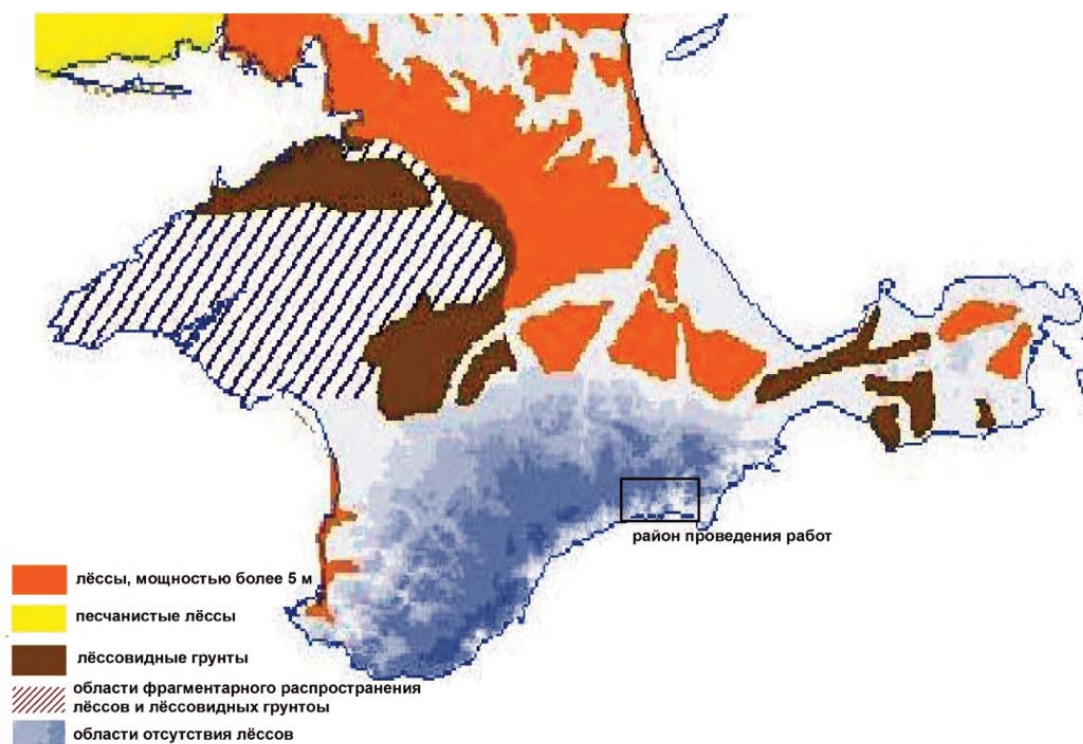 район проведения работ
лёссы, мощностью более 5 м
песчанистые лёссы
лёссовидные грунты
области фрагментарного распространения
лёссов и лёссовидных грунтоы
области отсутствия лёссов